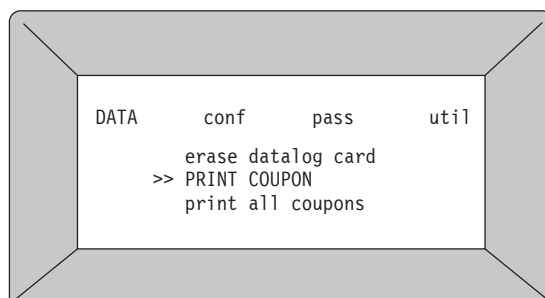 DATA conf pass util
erase datalog card
>> PRINT COUPON
print all coupons